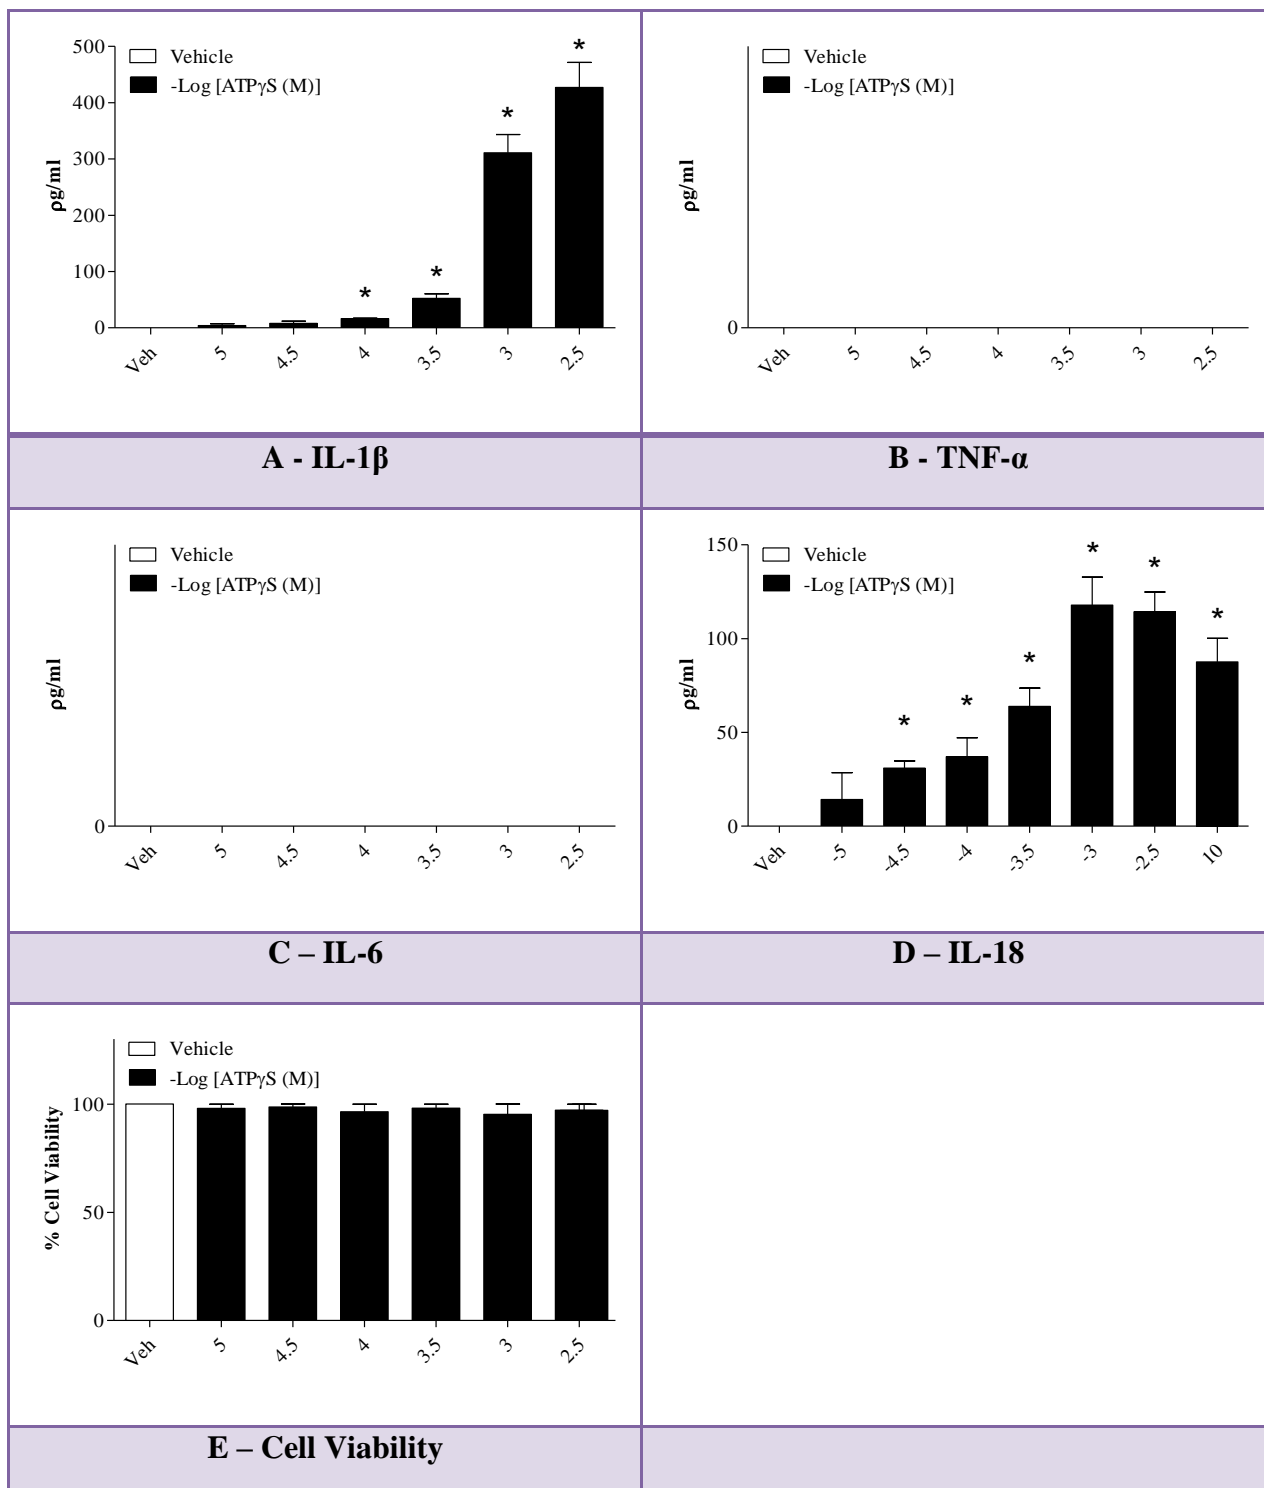 500
400
300
200
100
0
ρg/ml
Vehicle
-Log [ATPγS (M)]
*
*
*
*
Veh
5
4.5
4
3.5
3
2.5
ρg/ml
0
Vehicle
-Log [ATPγS (M)]
Veh
5
4.5
4
3.5
3
2.5
A - IL-1β
B - TNF-α
ρg/ml
0
Vehicle
-Log [ATPγS (M)]
Veh
5
4.5
4
3.5
3
2.5
150
100
50
0
ρg/ml
Vehicle
-Log [ATPγS (M)]
*
*
*
*
*
*
Veh
-5
-4.5
-4
-3.5
-3
-2.5
10
C – IL-6
D – IL-18
100
50
0
% Cell Viability
Vehicle
-Log [ATPγS (M)]
Veh
5
4.5
4
3.5
3
2.5
E – Cell Viability